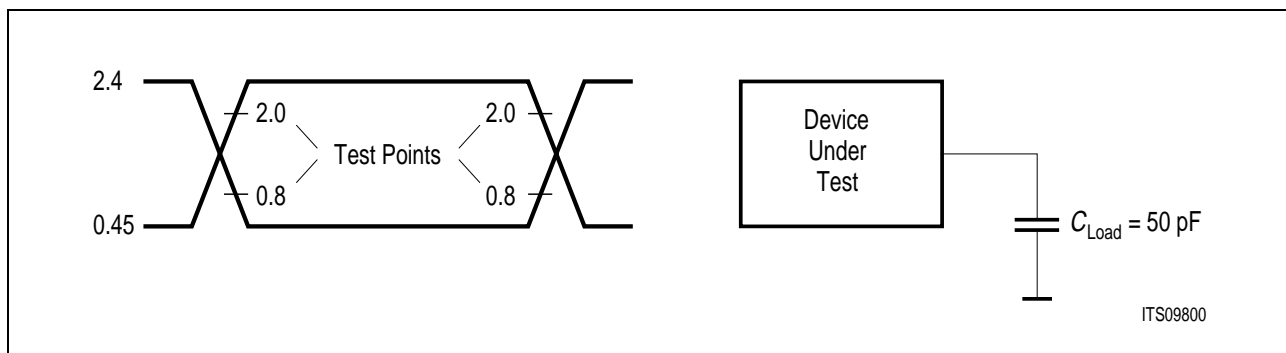 2.4
2.0
2.0
Test Points
0.8
0.8
0.45
Device
Under
Test
CLoad = 50 pF
ITS09800